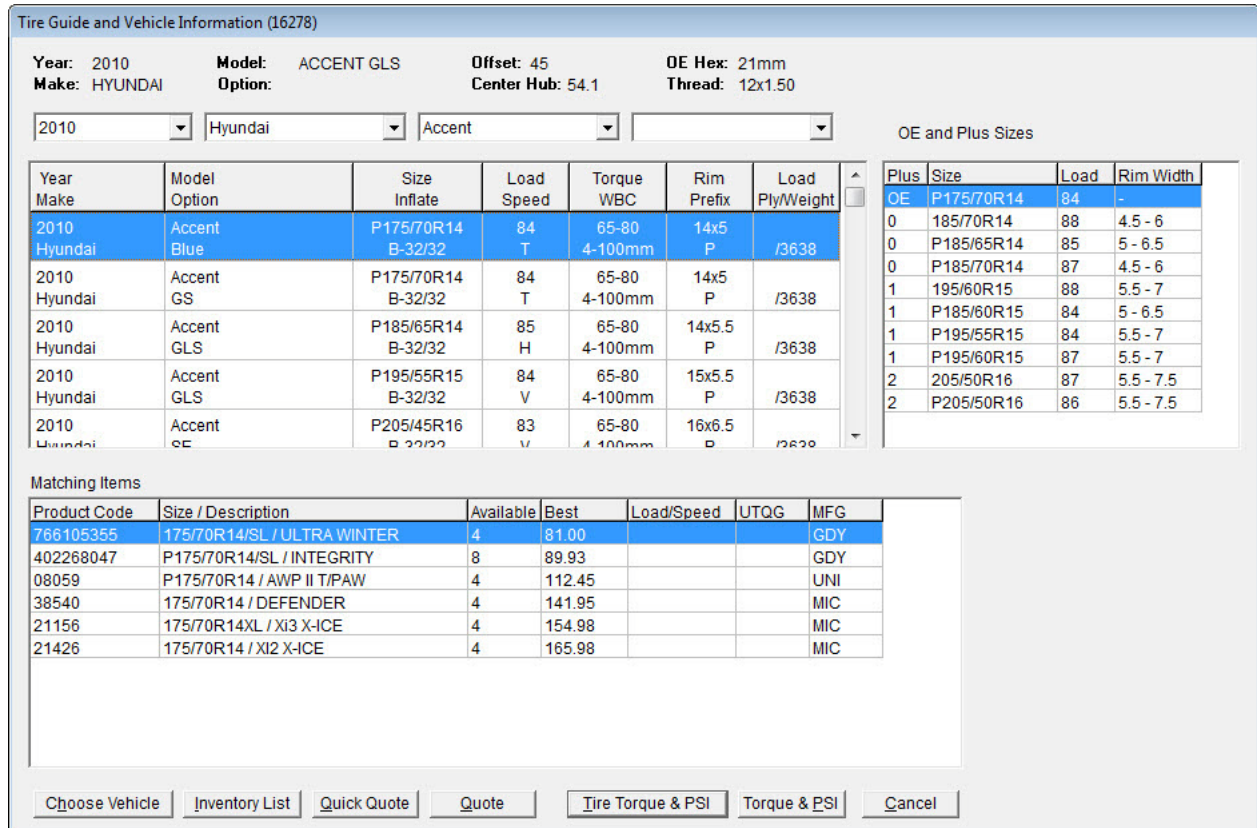 Tire Guide and Vehicle Information (16278)
Year: 2010 Model: ACCENT GLS Offset: 45 OE Hex: 21mm
Make: HYUNDAI Option: Center Hub: 54.1 Thread: 12x1.50
2010 Hyundai Accent
OE and Plus Sizes
Year Model Size Load Torque Rim Load
Make Option Inflate Speed WBC Prefix Ply/Weight
2010 Accent P175/70R14 84 65-80 14x5
Hyundai Blue B-32/32 T 4-100mm P /3638
2010 Accent P175/70R14 84 65-80 14x5
Hyundai GS B-32/32 T 4-100mm P /3638
2010 Accent P185/65R14 85 65-80 14x5.5
Hyundai GLS B-32/32 H 4-100mm P /3638
2010 Accent P195/55R15 84 65-80 15x5.5
Hyundai GLS B-32/32 V 4-100mm P /3638
2010 Accent P205/45R16 83 65-80 16x6.5
Hyundai SE B-32/32 V 4-100mm P /3638
Plus Size Load Rim Width
OE P175/70R14 84 -
0 185/70R14 88 4.5 - 6
0 P185/65R14 85 5 - 6.5
0 P185/70R14 87 4.5 - 6
1 195/60R15 88 5.5 - 7
1 P185/60R15 84 5 - 6.5
1 P195/55R15 84 5.5 - 7
1 P195/60R15 87 5.5 - 7
2 205/50R16 87 5.5 - 7.5
2 P205/50R16 86 5.5 - 7.5
Matching Items
Product Code Size / Description Available Best Load/Speed UTQG MFG
766105355 175/70R14/SL / ULTRA WINTER 4 81.00 GDY
402268047 P175/70R14/SL / INTEGRITY 8 89.93 GDY
08059 P175/70R14 / AWP II T/PAW 4 112.45 UNI
38540 175/70R14 / DEFENDER 4 141.95 MIC
21156 175/70R14XL / Xi3 X-ICE 4 154.98 MIC
21426 175/70R14 / XI2 X-ICE 4 165.98 MIC
Choose Vehicle Inventory List Quick Quote Quote Tire Torque & PSI Torque & PSI Cancel